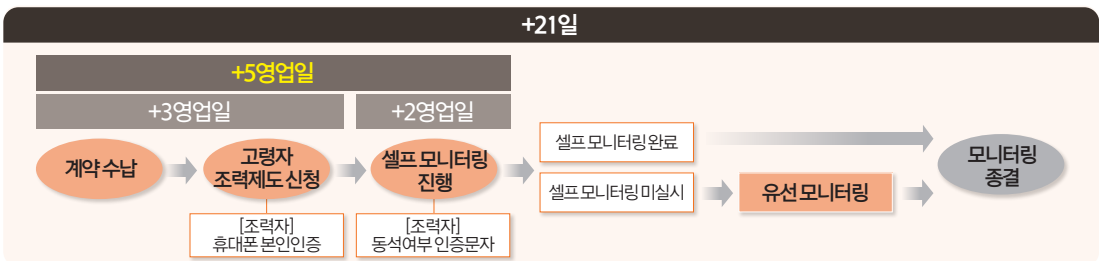 +21일
+5영업일
+3영업일
+2영업일
계약 수납
고령자
조력제도 신청
셀프 모니터링
진행
셀프 모니터링 완료
셀프 모니터링 미실시
유선 모니터링
모니터링
종결
[조력자]
휴대폰 본인인증
[조력자]
동석여부 인증문자